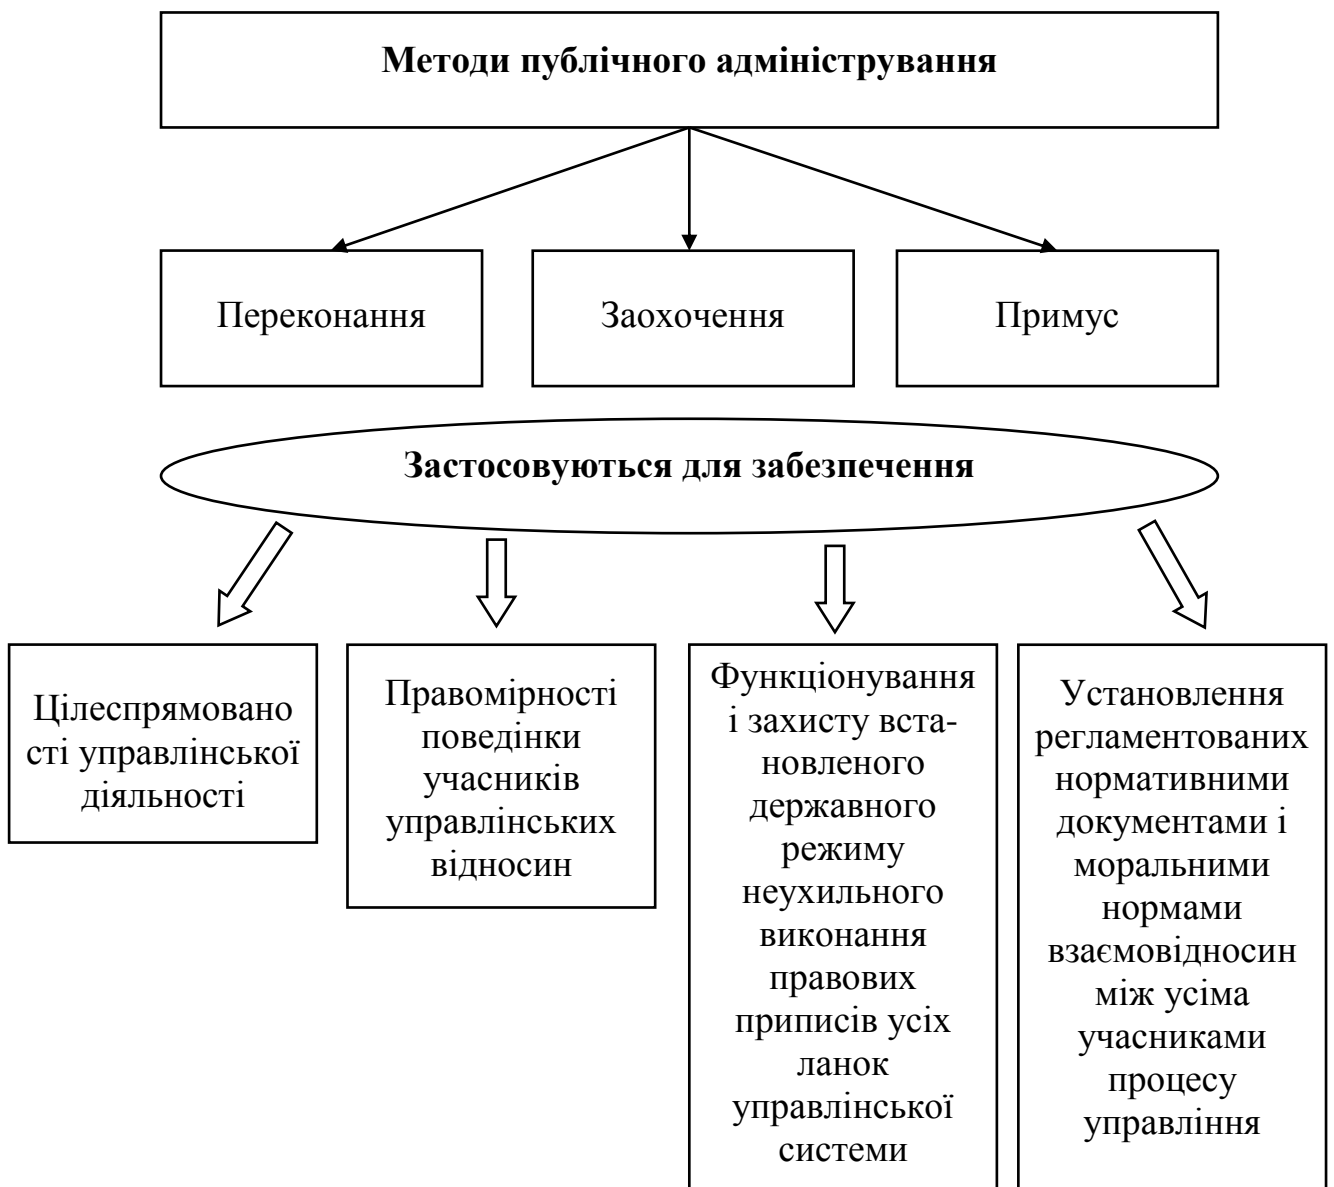 Методи публічного адміністрування
Переконання
Заохочення
Примус
Застосовуються для забезпечення
Цілеспрямовано
сті управлінської
діяльності
Правомірності
поведінки
учасників
управлінських
відносин
Функціонування
і захисту вста-
новленого
державного
режиму
неухильного
виконання
правових
приписів усіх
ланок
управлінської
системи
Установлення
регламентованих
нормативними
документами і
моральними
нормами
взаємовідносин
між усіма
учасниками
процесу
управління